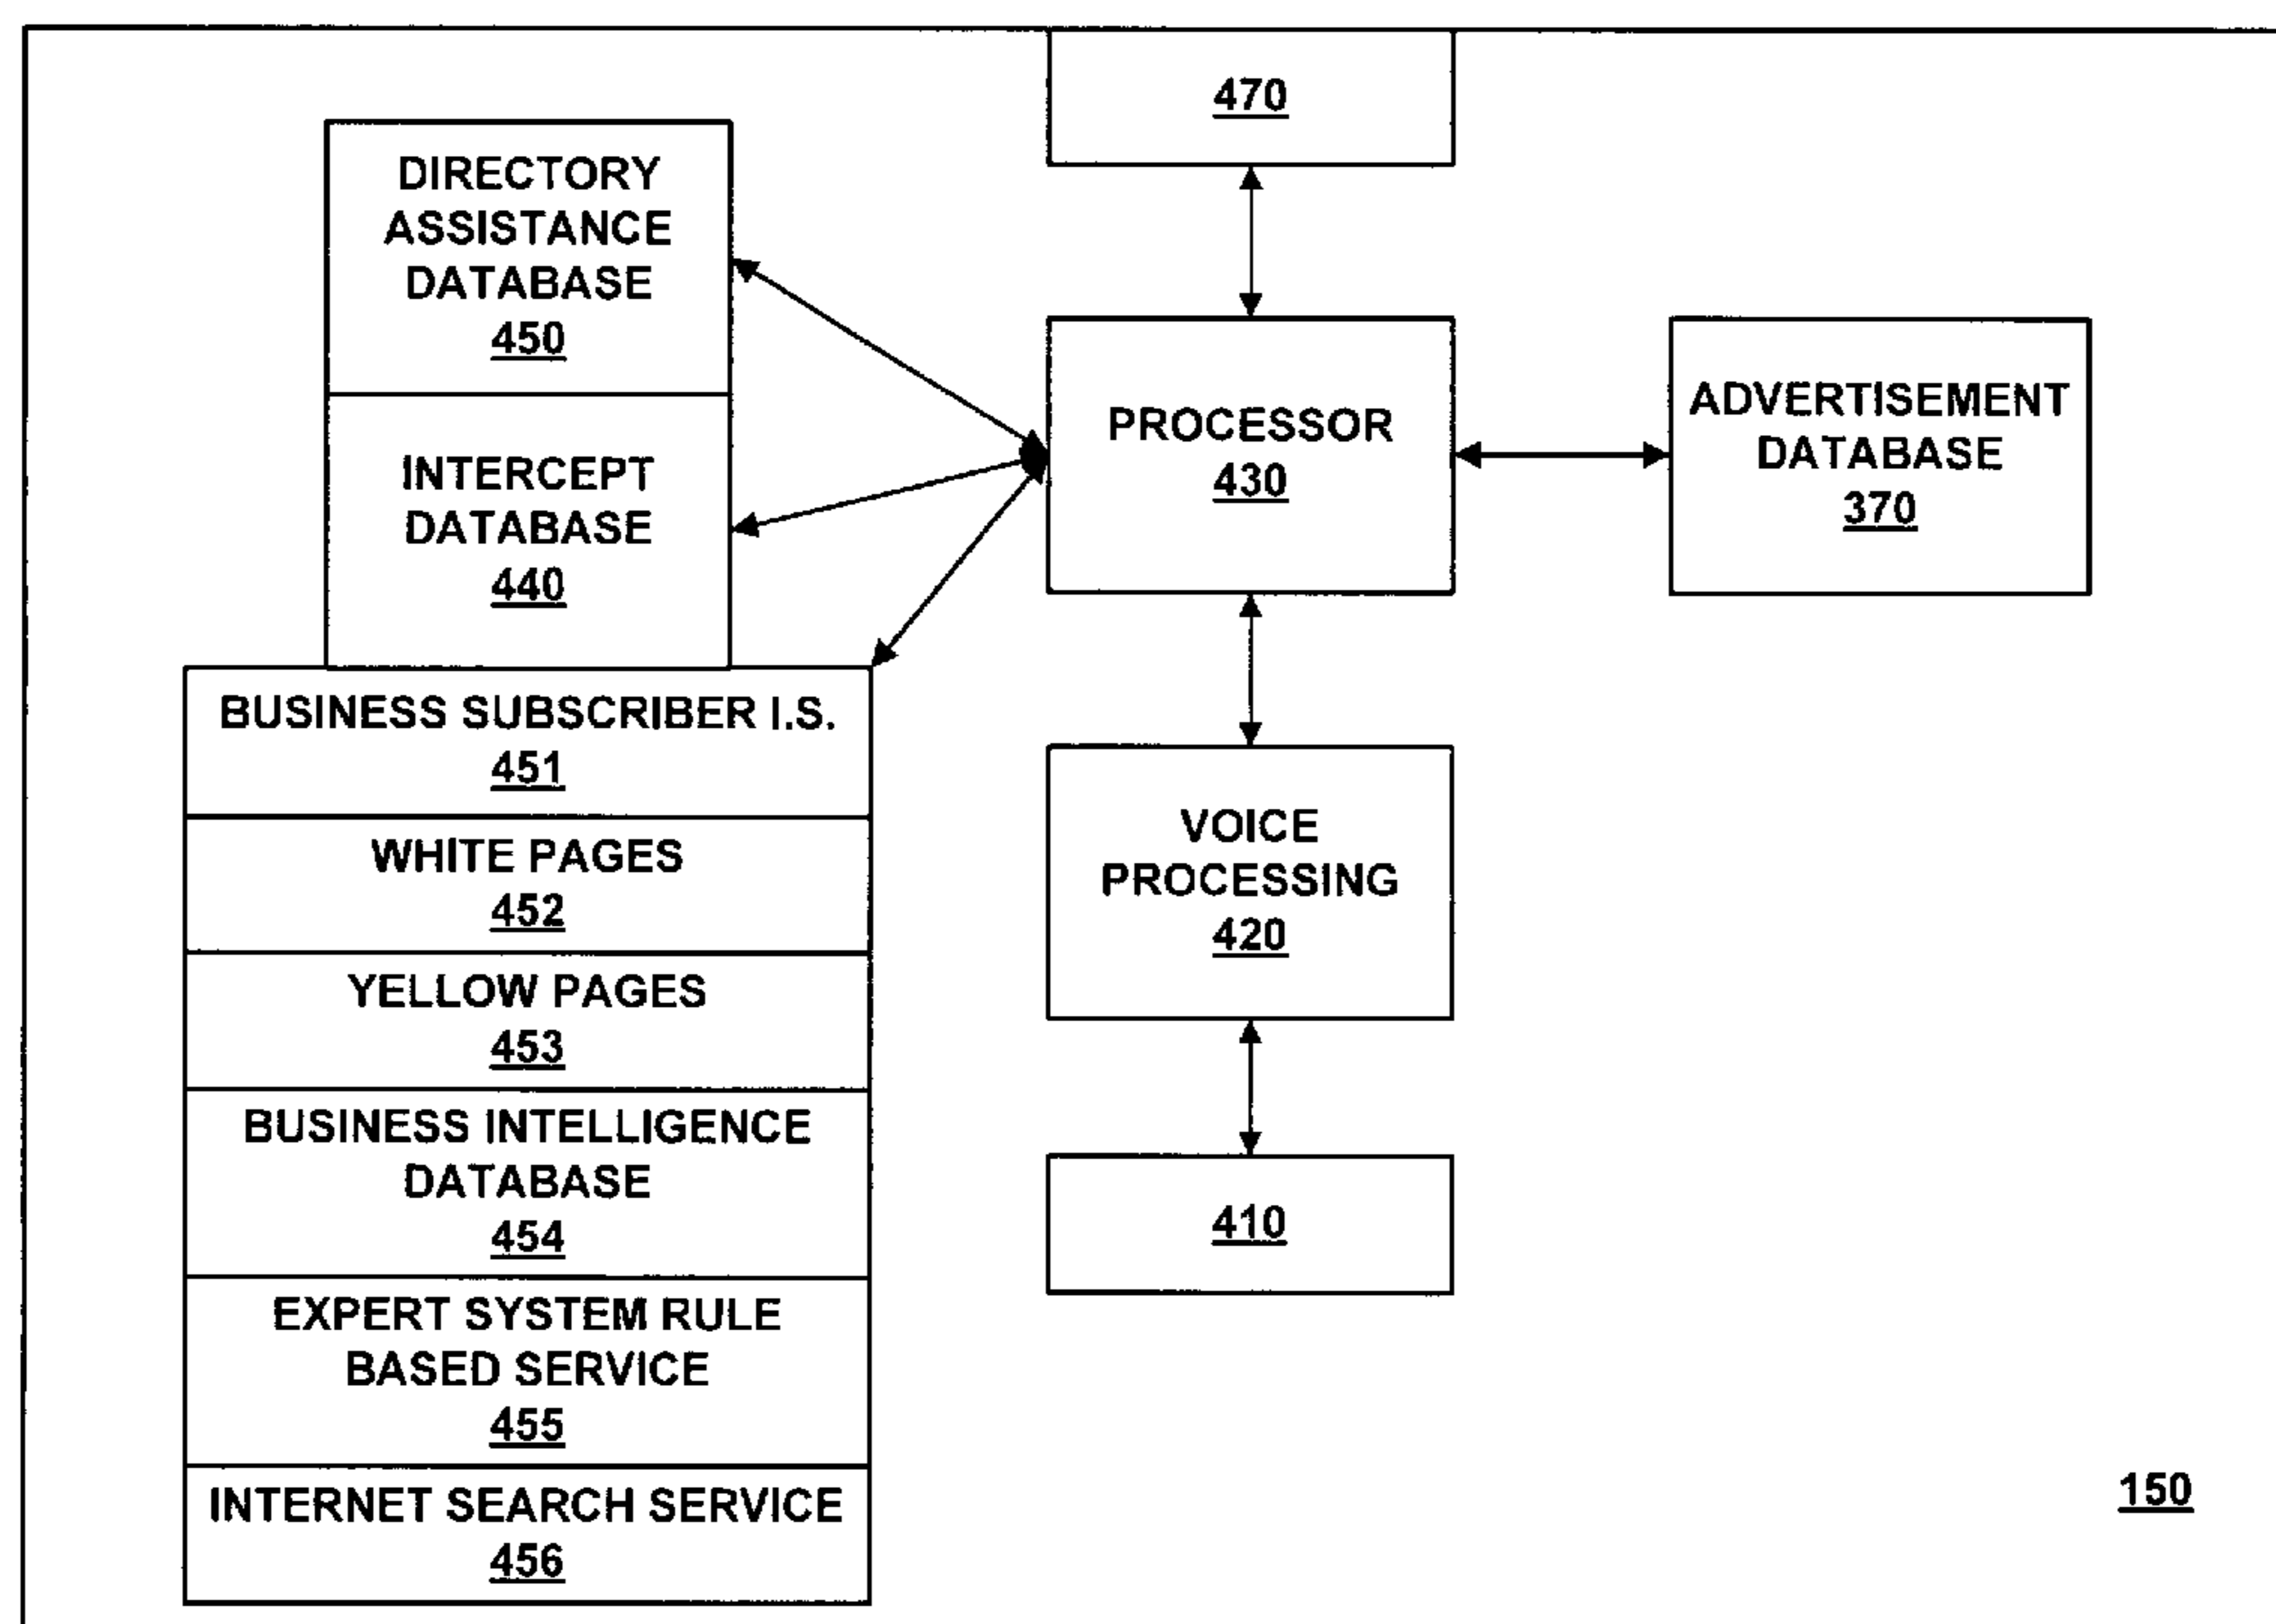 470
DIRECTORY
ASSISTANCE
DATABASE
450
INTERCEPT
DATABASE
440
BUSINESS SUBSCRIBER I.S.
451
WHITE PAGES
452
YELLOW PAGES
453
BUSINESS INTELLIGENCE
DATABASE
454
EXPERT SYSTEM RULE
BASED SERVICE
455
INTERNET SEARCH SERVICE
456
PROCESSOR
430
ADVERTISEMENT
DATABASE
370
VOICE
PROCESSING
420
410
150